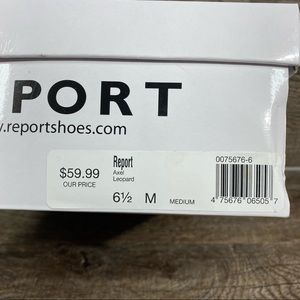 PORT
.reportshoes.com
Report
Axel
Leopard
$59.99
OUR PRICE
6½ M MEDIUM
0075676-6
4 75676 06505 7